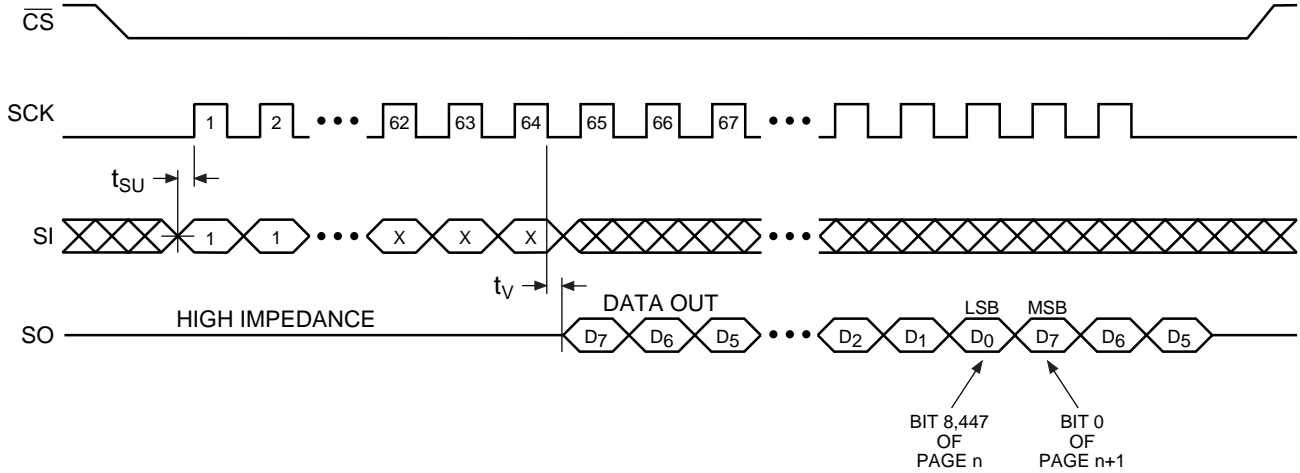 CS
SCK 1 2 ••• 62 63 64 65 66 67 •••
tSU
SI 1 1 ••• X X X •••
tV
DATA OUT
LSB MSB
HIGH IMPEDANCE
SO D7 D6 D5 ••• D2 D1 D0 D7 D6 D5
BIT 8,447
OF
PAGE n
BIT 0
OF
PAGE n+1